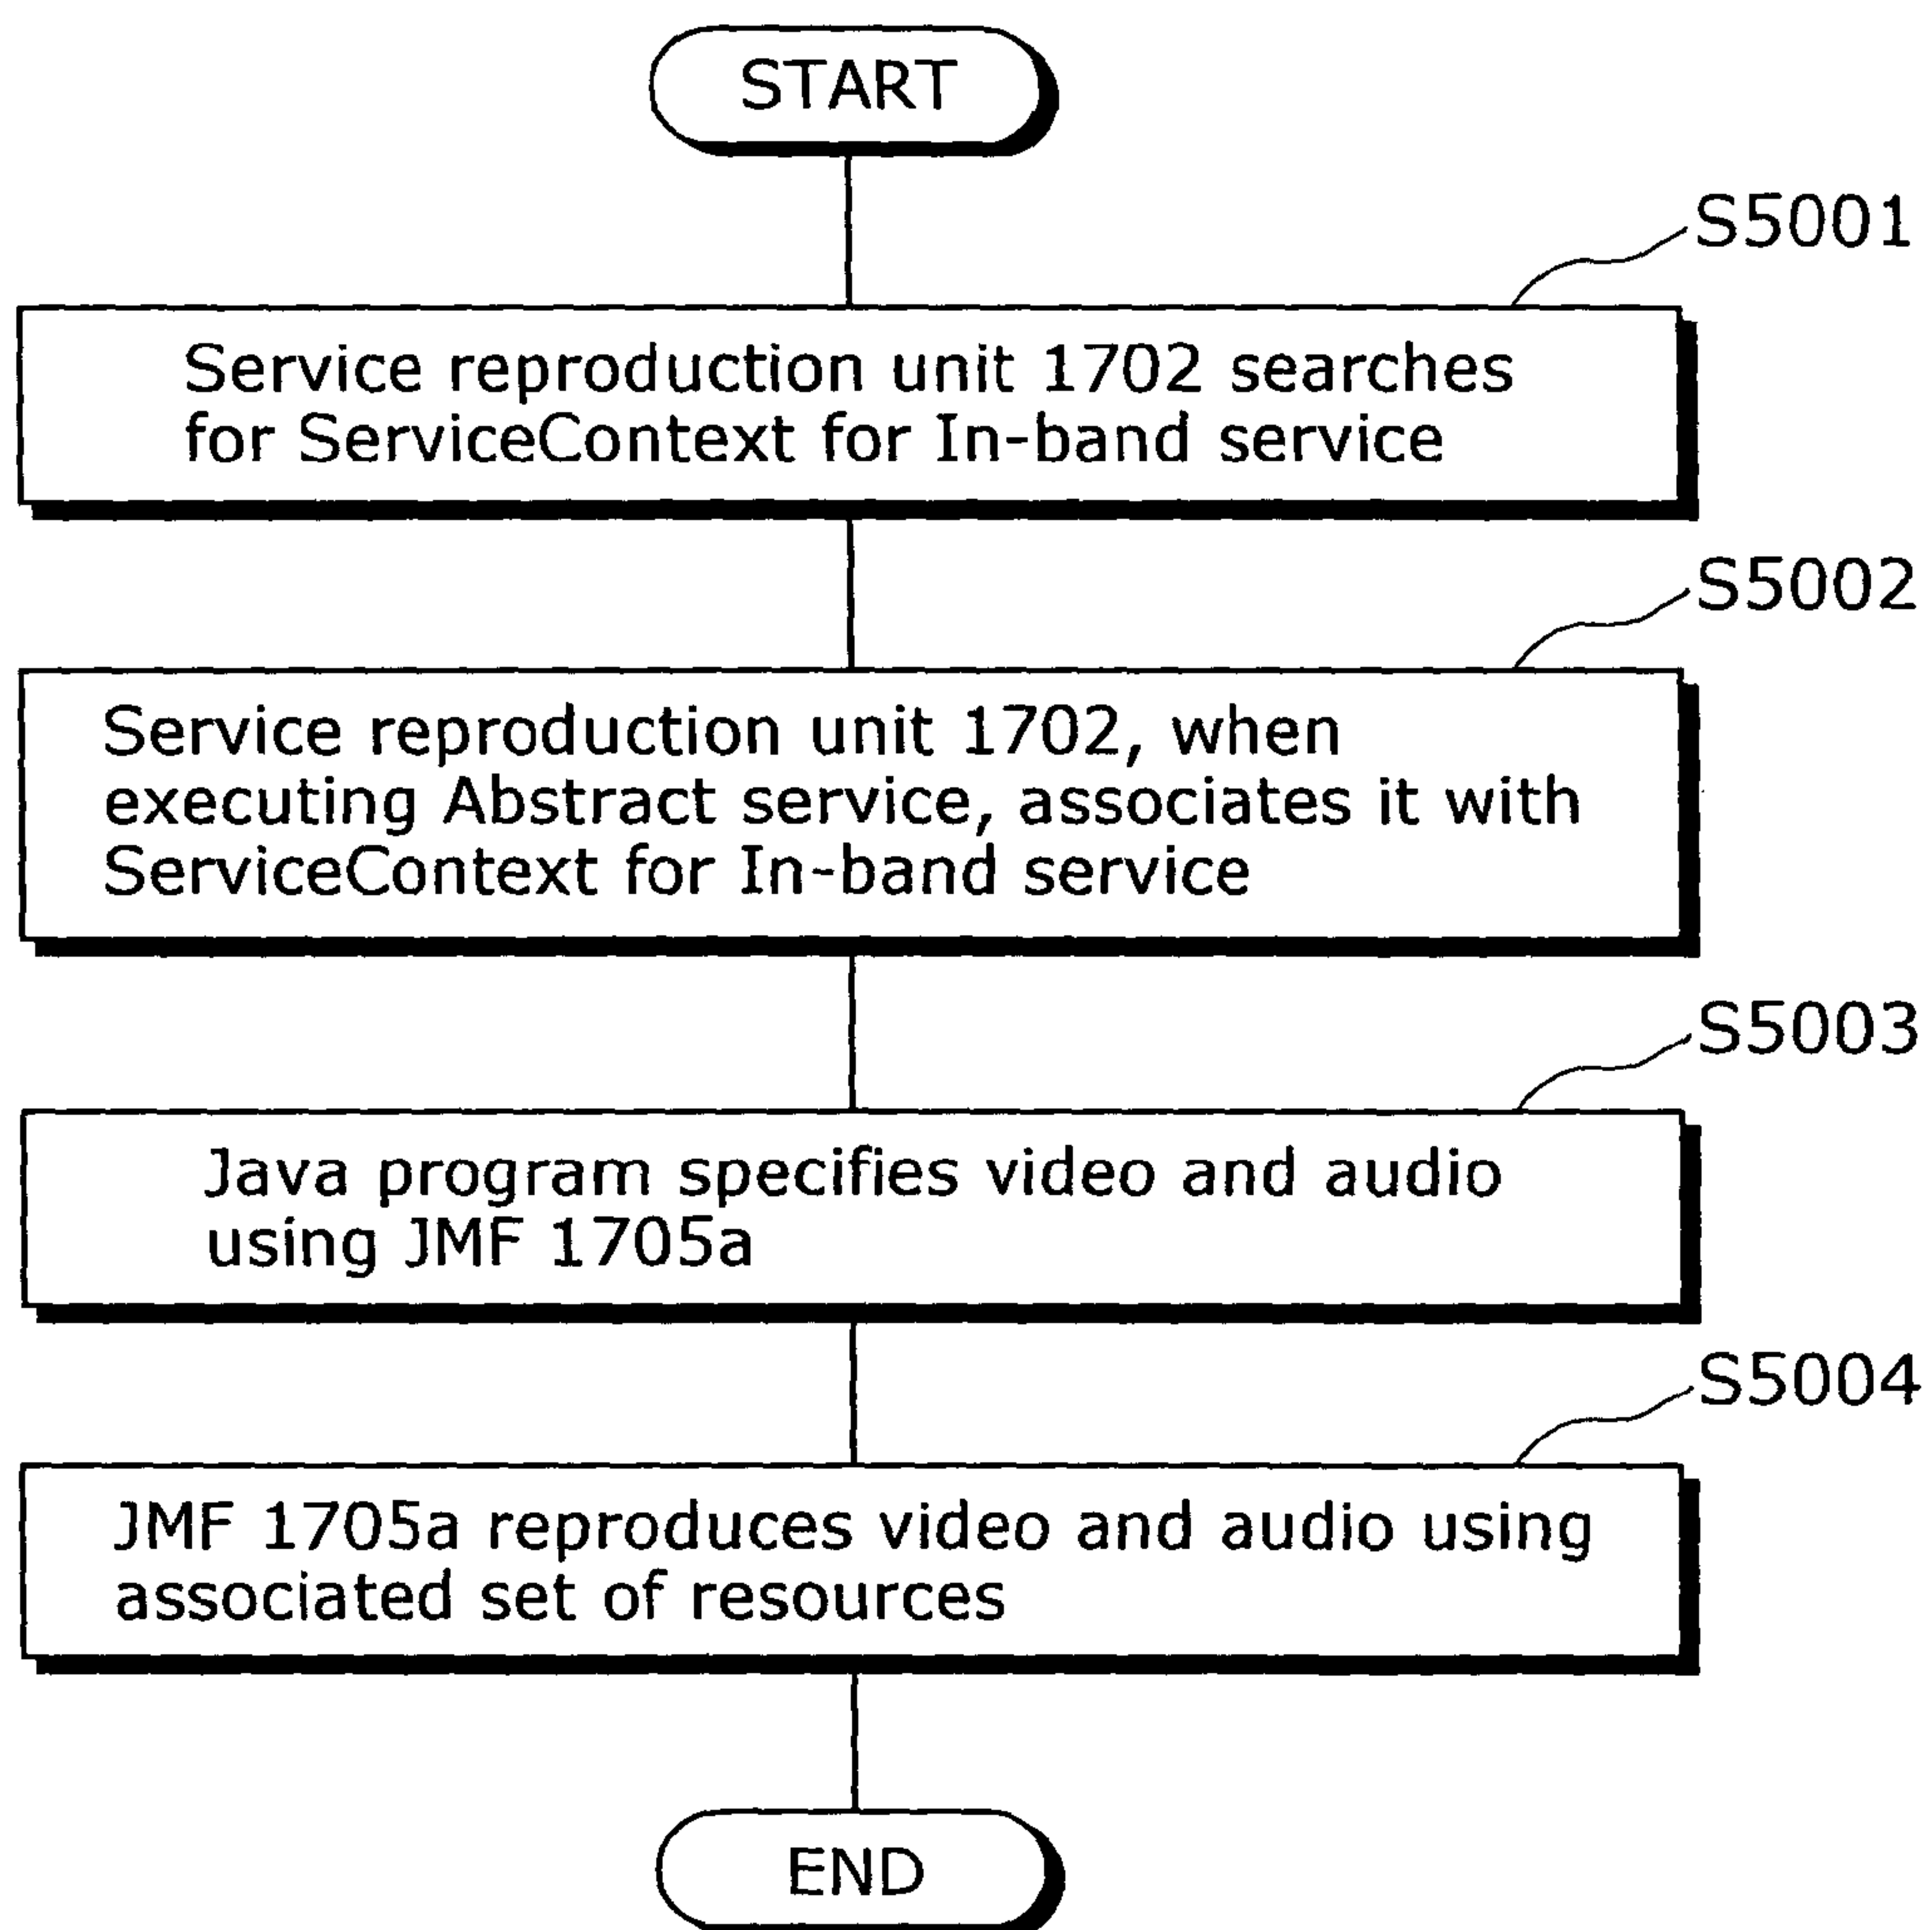 START
S5001
Service reproduction unit 1702 searches
for ServiceContext for In-band service
S5002
Service reproduction unit 1702, when
executing Abstract service, associates it with
ServiceContext for In-band service
S5003
Java program specifies video and audio
using JMF 1705a
S5004
JMF 1705a reproduces video and audio using
associated set of resources
END